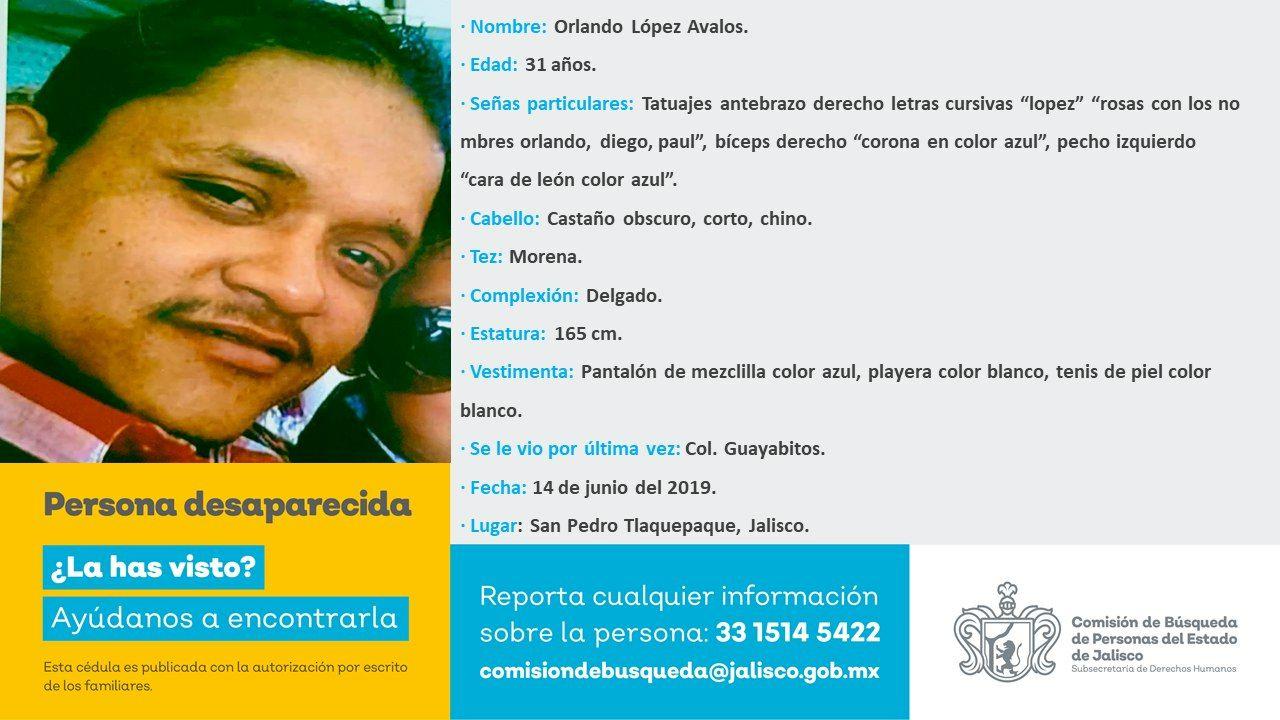 · Nombre: Orlando López Avalos.
· Edad: 31 años.
· Señas particulares: Tatuajes antebrazo derecho letras cursivas “lopez” “rosas con los no
mbres orlando, diego, paul”, bíceps derecho “corona en color azul”, pecho izquierdo
“cara de león color azul”.
· Cabello: Castaño obscuro, corto, chino.
· Tez: Morena.
· Complexión: Delgado.
· Estatura: 165 cm.
· Vestimenta: Pantalón de mezclilla color azul, playera color blanco, tenis de piel color
blanco.
· Se le vio por última vez: Col. Guayabitos.
· Fecha: 14 de junio del 2019.
· Lugar: San Pedro Tlaquepaque, Jalisco.
Persona desaparecida
¿La has visto?
Ayúdanos a encontrarla
Esta cédula es publicada con la autorización por escrito
de los familiares.
Reporta cualquier información
sobre la persona: 33 1514 5422
comisiondebusqueda@jalisco.gob.mx
Comisión de Búsqueda
de Personas del Estado
de Jalisco
Subsecretaría de Derechos Humanos